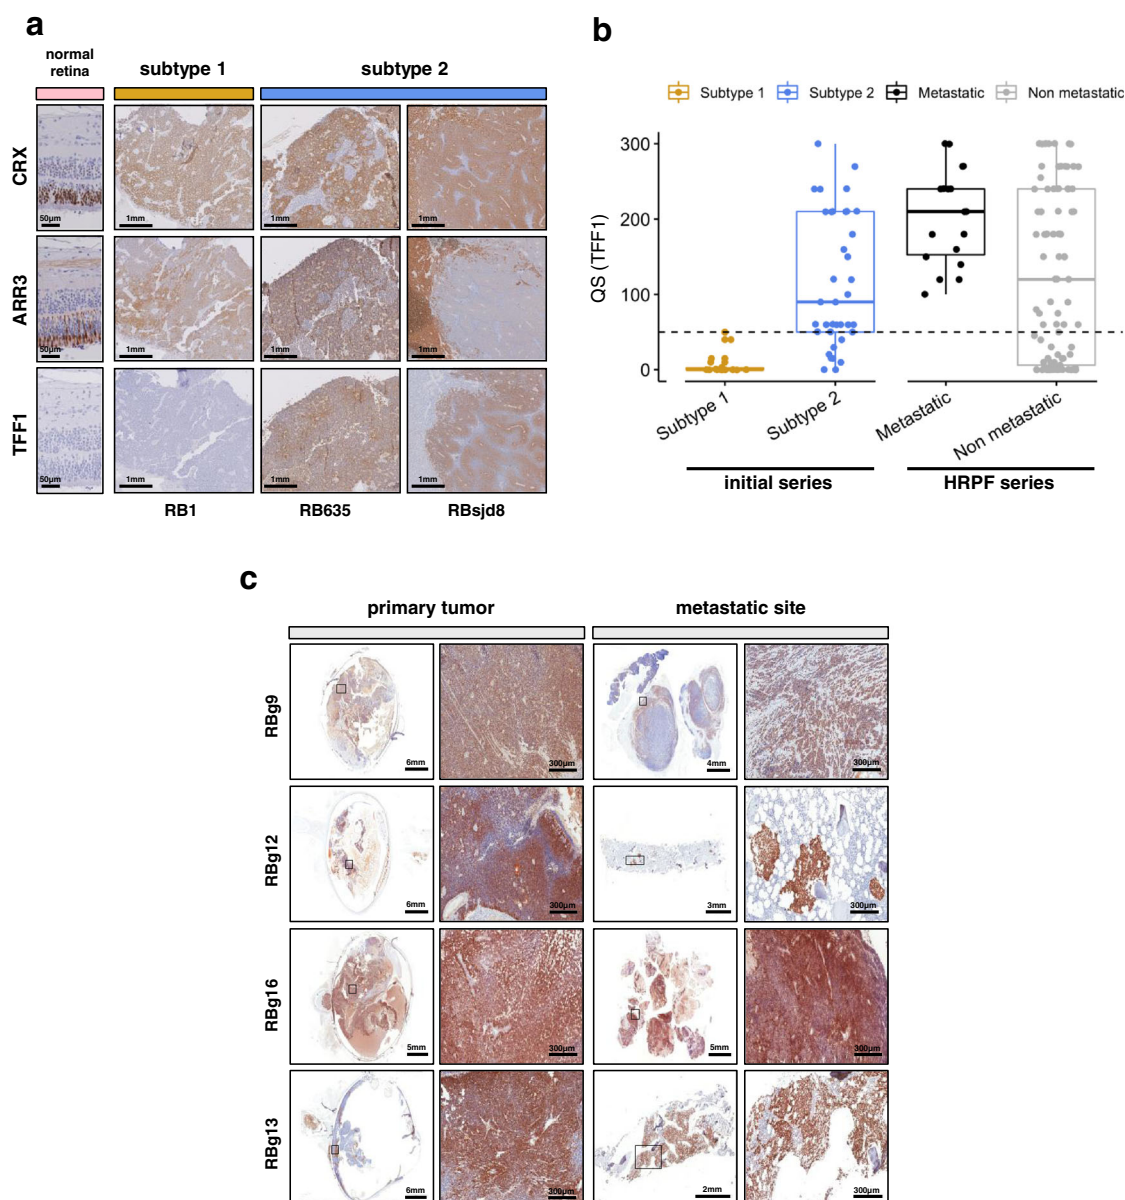 a
normal
retina
subtype 1
subtype 2
CRX
50µm
1mm
1mm
1mm
ARR3
50µm
1mm
1mm
1mm
TFF1
50µm
1mm
1mm
1mm
RB1
RB635
RBsjd8
b
Subtype 1
Subtype 2
Metastatic
Non metastatic
QS (TFF1)
300
200
100
0
Subtype 1
Subtype 2
Metastatic
Non metastatic
initial series
HRPF series
c
primary tumor
metastatic site
RBg9
6mm
300µm
4mm
300µm
RBg12
6mm
300µm
3mm
300µm
RBg16
5mm
300µm
5mm
300µm
RBg13
6mm
300µm
2mm
300µm